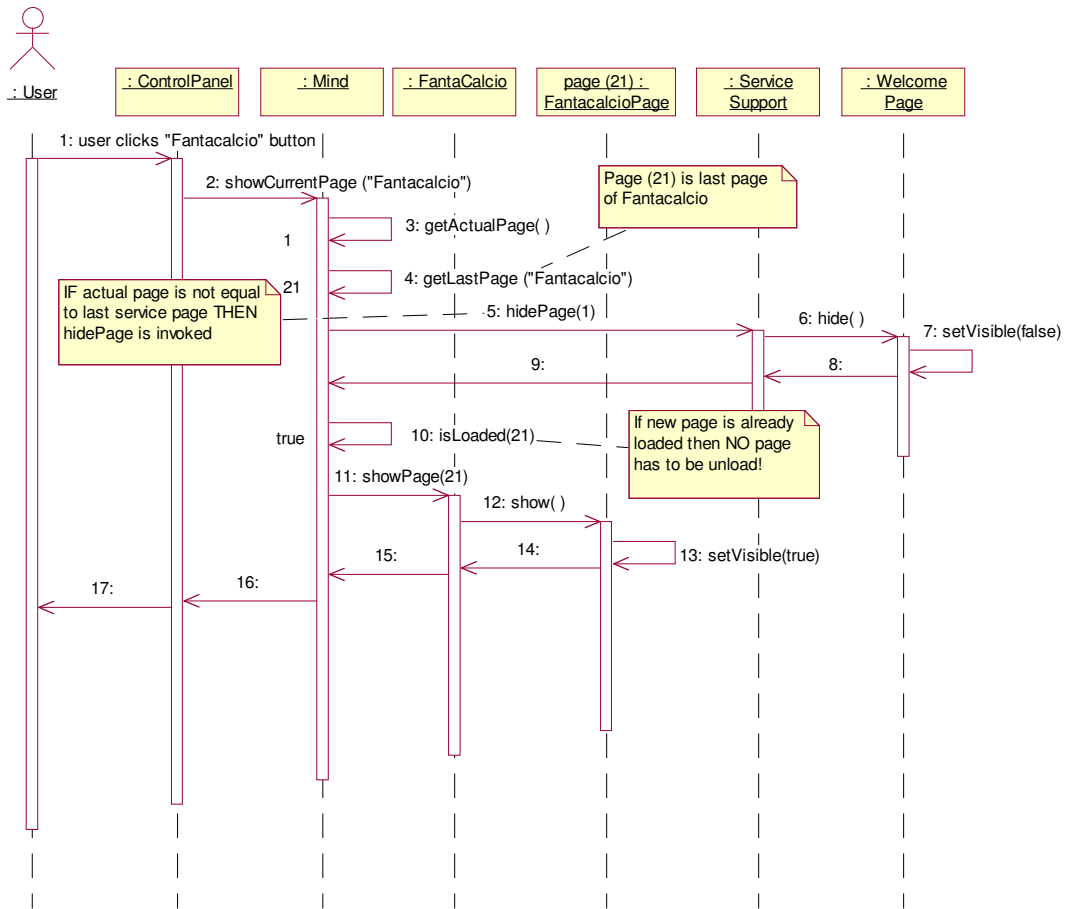 : User
: ControlPanel
: Mind
: FantaCalcio
page (21) :
FantacalcioPage
: Service
Support
: Welcome
Page
1: user clicks "Fantacalcio" button
2: showCurrentPage ("Fantacalcio")
Page (21) is last page
of Fantacalcio
3: getActualPage( )
1
4: getLastPage ("Fantacalcio")
21
IF actual page is not equal
to last service page THEN
hidePage is invoked
5: hidePage(1)
6: hide( )
7: setVisible(false)
8:
9:
If new page is already
loaded then NO page
has to be unload!
true
10: isLoaded(21)
11: showPage(21)
12: show( )
13: setVisible(true)
14:
15:
16:
17: